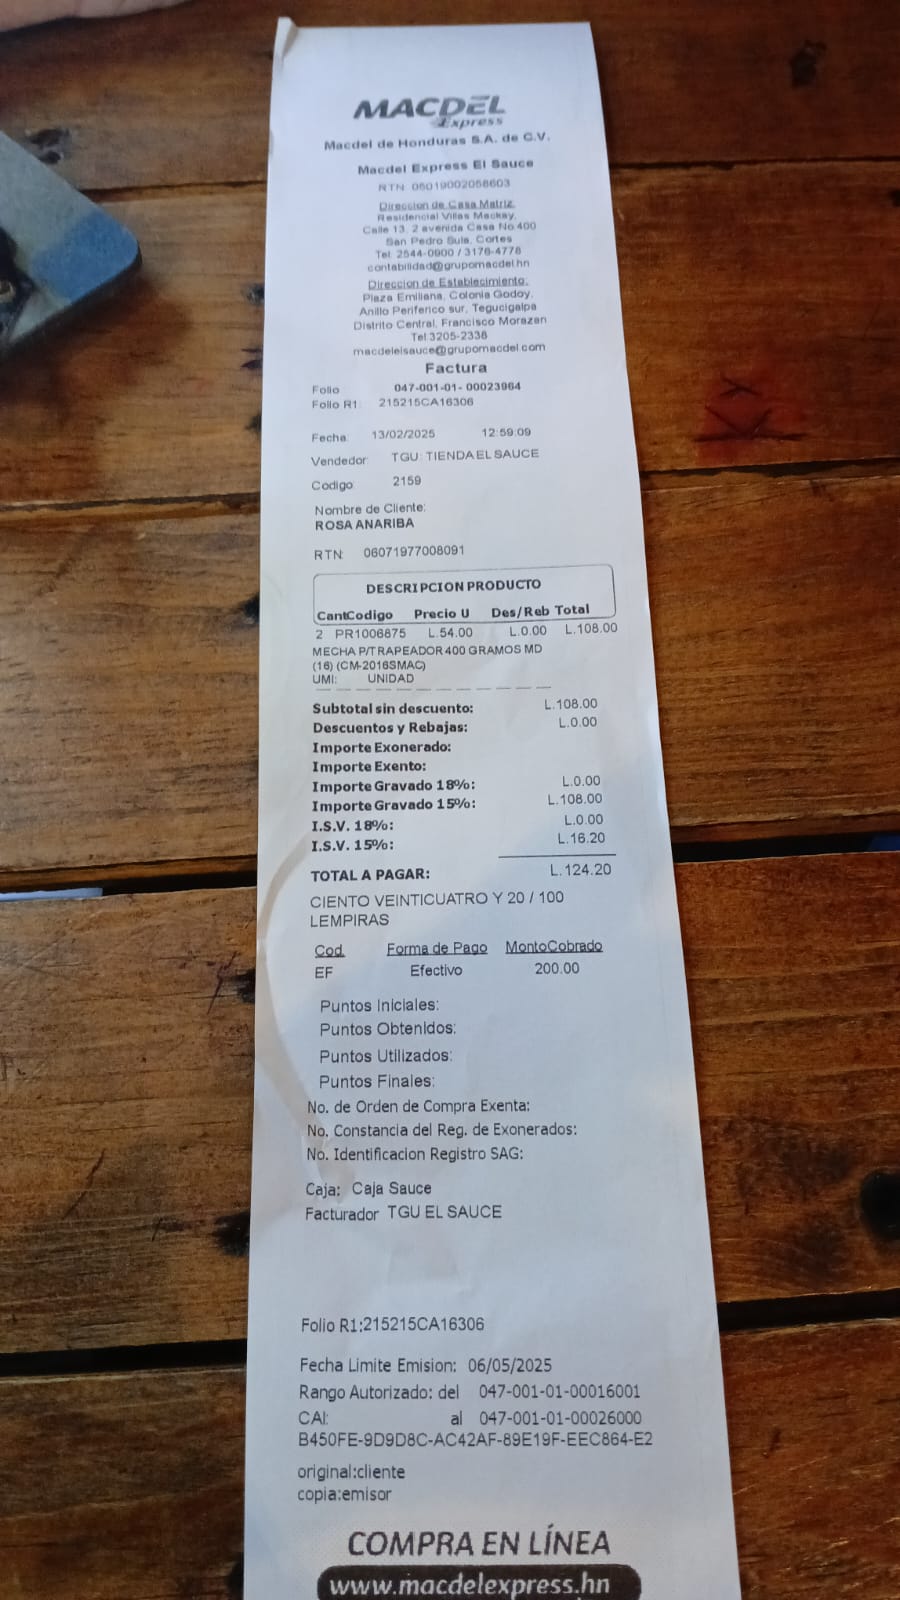 MACDEL
Express
Macdel de Honduras S.A. de C.V.
Macdel Express El Sauce
RTN: 05019002058603
Direccion de Casa Matriz:
Residencial Villas Mackay,
Calle 13, 2 avenida Casa No.400
San Pedro Sula, Cortes
Tel: 2544-0900 / 3176-4778
contabilidad@grupomacdel.hn
Direccion de Establecimiento:
Plaza Emiliana, Colonia Godoy,
Anillo Periferico sur, Tegucigalpa
Distrito Central, Francisco Morazan
Tel:3205-2338
macdelelsauce@grupomacdel.com
Factura
Folio 047-001-01- 00023964
Folio R1: 215215CA16306
Fecha: 13/02/2025 12:59:09
Vendedor: TGU: TIENDA EL SAUCE
Codigo: 2159
Nombre de Cliente:
ROSA ANARIBA
RTN: 06071977008091
DESCRIPCION PRODUCTO
Cant Codigo Precio U Des/Reb Total
2 PR1006875 L.54.00 L.0.00 L.108.00
MECHA P/TRAPEADOR 400 GRAMOS MD
(16) (CM-2016SMAC)
UMI: UNIDAD
Subtotal sin descuento: L.108.00
Descuentos y Rebajas: L.0.00
Importe Exonerado:
Importe Exento:
Importe Gravado 18%: L.0.00
Importe Gravado 15%: L.108.00
I.S.V. 18%: L.0.00
I.S.V. 15%: L.16.20
TOTAL A PAGAR: L.124.20
CIENTO VEINTICUATRO Y 20 / 100
LEMPIRAS
Cod Forma de Pago MontoCobrado
EF Efectivo 200.00
Puntos Iniciales:
Puntos Obtenidos:
Puntos Utilizados:
Puntos Finales:
No. de Orden de Compra Exenta:
No. Constancia del Reg. de Exonerados:
No. Identificacion Registro SAG:
Caja: Caja Sauce
Facturador TGU EL SAUCE
Folio R1:215215CA16306
Fecha Limite Emision: 06/05/2025
Rango Autorizado: del 047-001-01-00016001
CAI: al 047-001-01-00026000
B450FE-9D9D8C-AC42AF-89E19F-EEC864-E2
original:cliente
copia:emisor
COMPRA EN LÍNEA
www.macdelexpress.hn